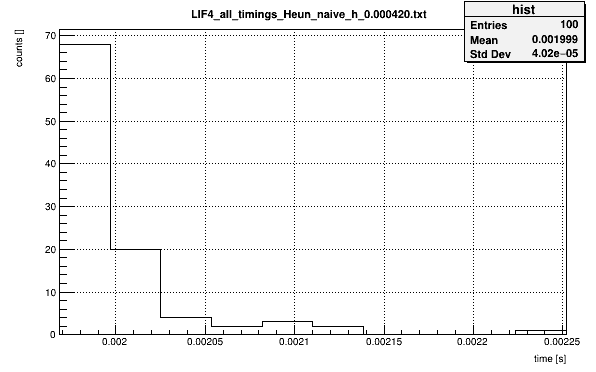 LIF4_all_timings_Heun_naive_h_0.000420.txt
hist
Entries 100
Mean 0.001999
Std Dev 4.02e−05
counts []
70
60
50
40
30
20
10
0
0.002 0.00205 0.0021 0.00215 0.0022 0.00225
time [s]